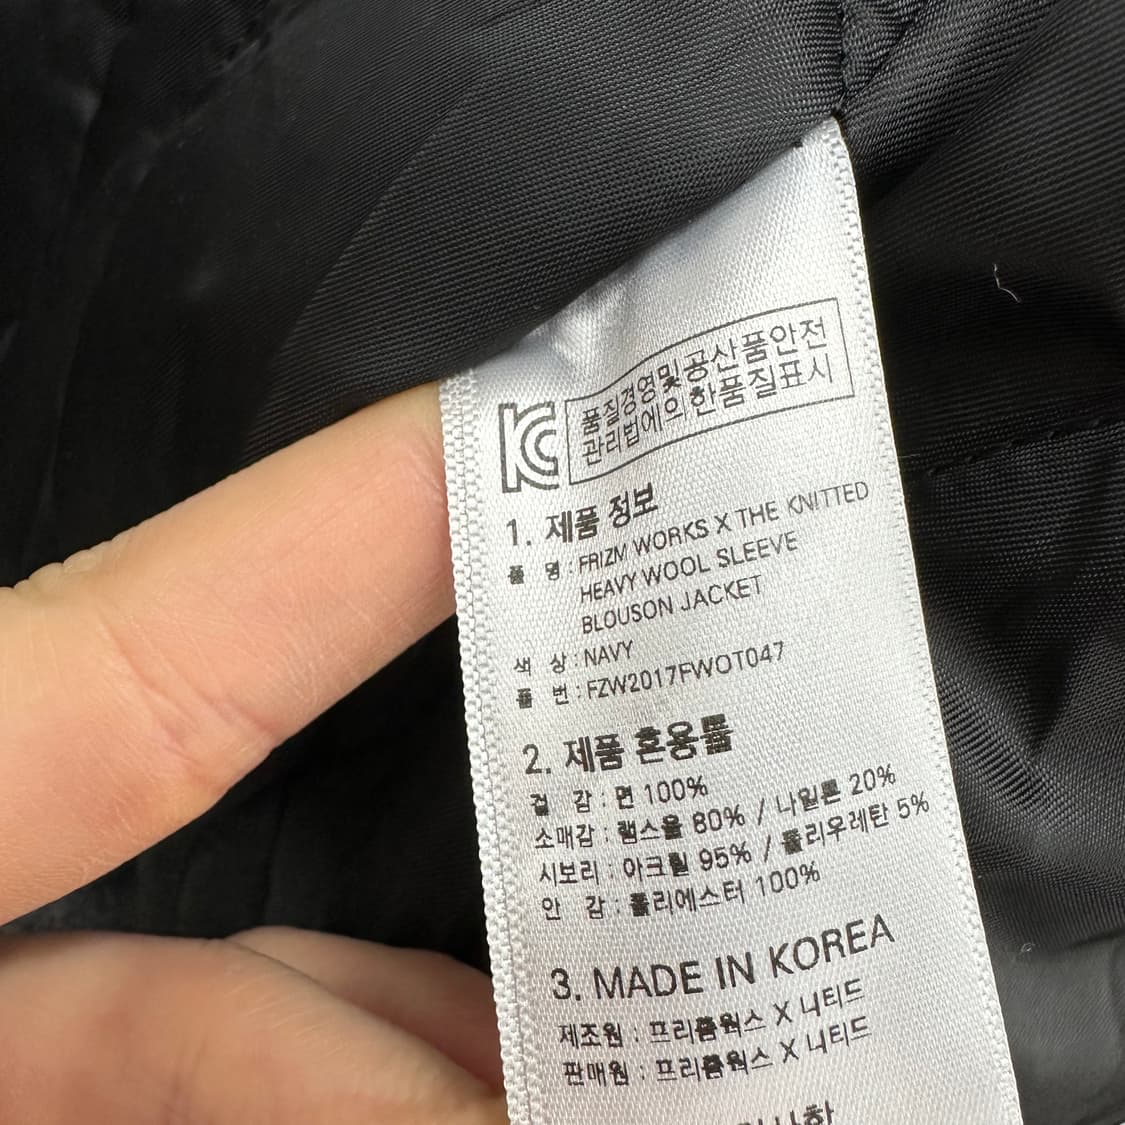 KC
품질경영및공산품안전
관리법에의한품질표시
1. 제품 정보
품 명 : FRIZM WORKS X THE KNITTED
HEAVY WOOL SLEEVE
BLOUSON JACKET
색 상 : NAVY
품 번 : FZW2017FWOT047
2. 제품 혼용률
겉 감 : 면 100%
소매감 : 램스울 80% / 나일론 20%
시보리 : 아크릴 95% / 폴리우레탄 5%
안 감 : 폴리에스터 100%
3. MADE IN KOREA
제조원 : 프리즘웍스 X 니티드
판매원 : 프리즘웍스 X 니티드